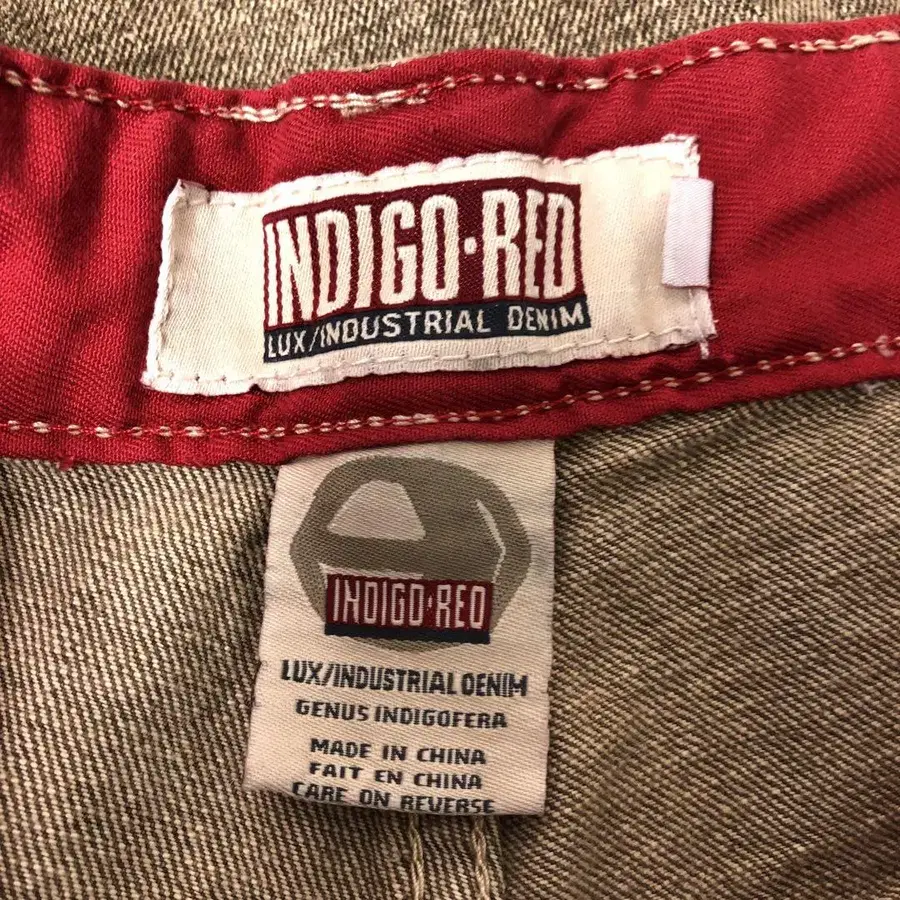 INDIGO·RED
LUX/INDUSTRIAL DENIM
INDIGO·RED
LUX/INDUSTRIAL DENIM
GENUS INDIGOFERA
MADE IN CHINA
FAIT EN CHINA
CARE ON REVERSE